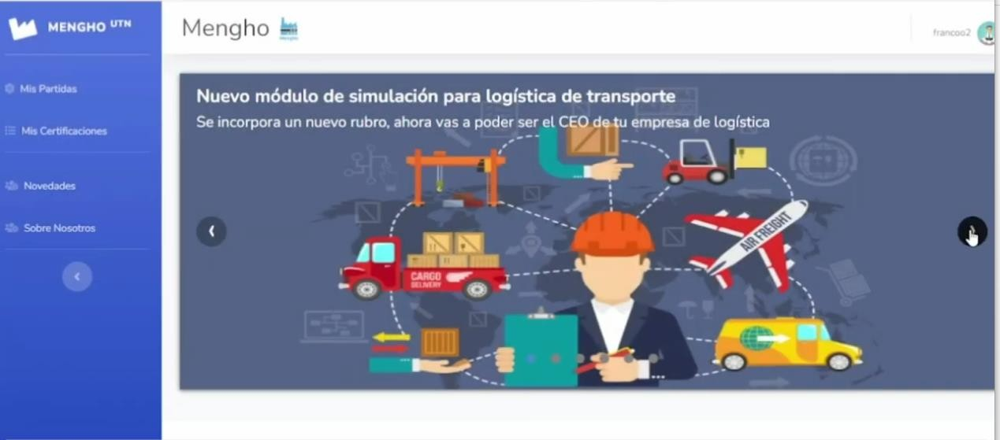 MENGHO UTN
Mengho
francoo2
Mis Partidas
Mis Certificaciones
Novedades
Sobre Nosotros
Nuevo módulo de simulación para logística de transporte
Se incorpora un nuevo rubro, ahora vas a poder ser el CEO de tu empresa de logística
AIR FREIGHT
CARGO
DELIVERY